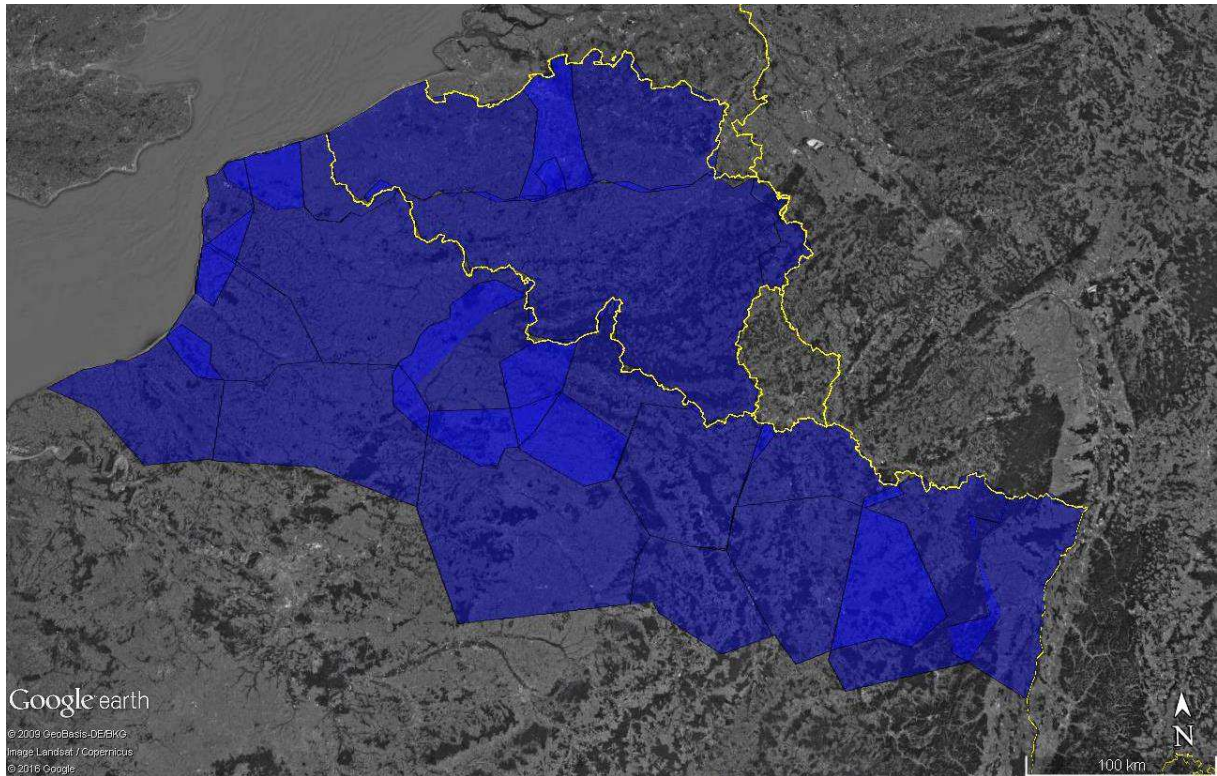 Google earth
© 2009 GeoBasis-DE/BKG
Image Landsat / Copernicus
© 2016 Google
N
100 km